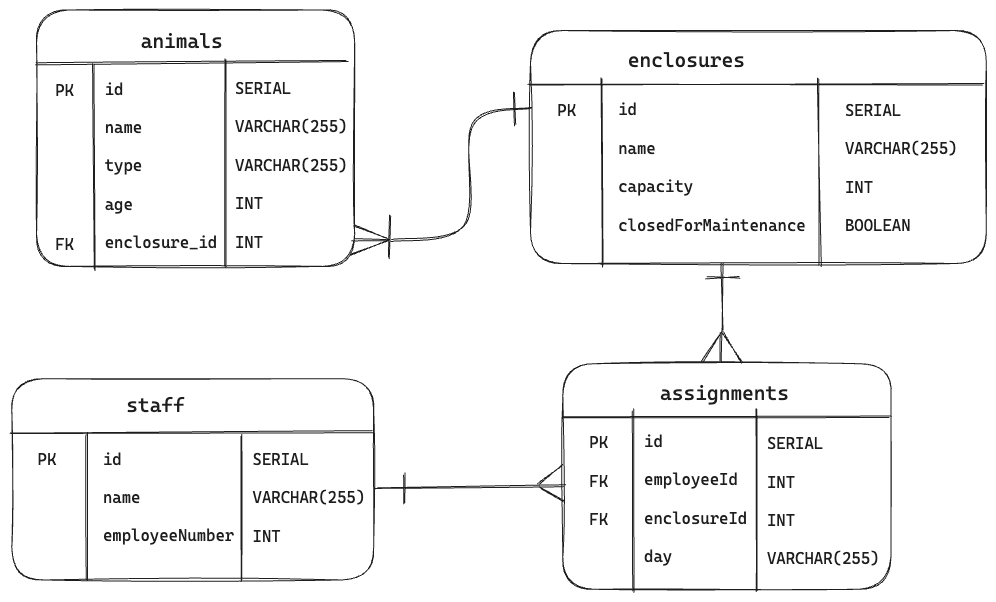 animals
PK id SERIAL
name VARCHAR(255)
type VARCHAR(255)
age INT
FK enclosure_id INT
enclosures
PK id SERIAL
name VARCHAR(255)
capacity INT
closedForMaintenance BOOLEAN
staff
PK id SERIAL
name VARCHAR(255)
employeeNumber INT
assignments
PK id SERIAL
FK employeeId INT
FK enclosureId INT
day VARCHAR(255)